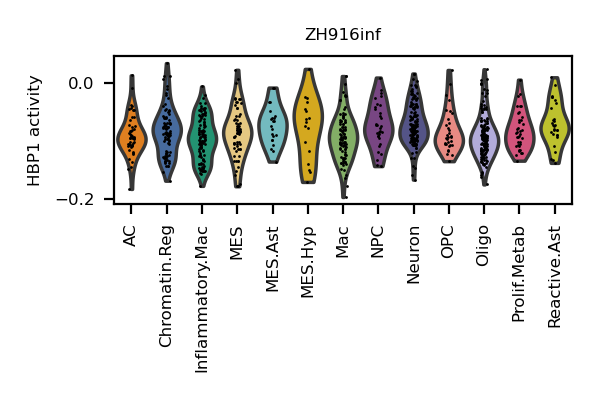 ZH916inf
HBP1 activity
0.0
−0.2
AC
Chromatin.Reg
Inflammatory.Mac
MES
MES.Ast
MES.Hyp
Mac
NPC
Neuron
OPC
Oligo
Prolif.Metab
Reactive.Ast